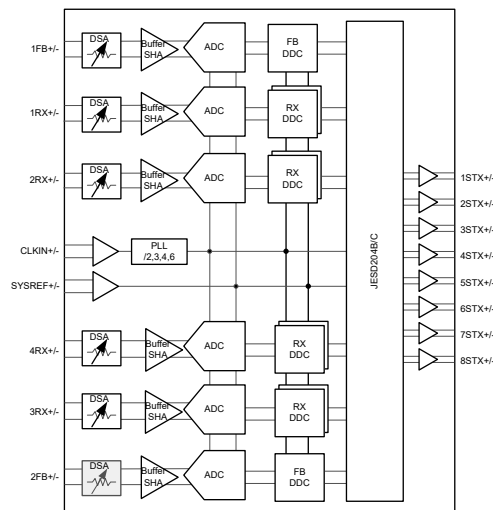 1FB+/-
DSA
Buffer
SHA
ADC
FB
DDC
1RX+/-
DSA
Buffer
SHA
ADC
RX
DDC
2RX+/-
DSA
Buffer
SHA
ADC
RX
DDC
CLKIN+/-
PLL
/2,3,4,6
SYSREF+/-
4RX+/-
DSA
Buffer
SHA
ADC
RX
DDC
3RX+/-
DSA
Buffer
SHA
ADC
RX
DDC
2FB+/-
DSA
Buffer
SHA
ADC
FB
DDC
JESD204B/C
1STX+/-
2STX+/-
3STX+/-
4STX+/-
5STX+/-
6STX+/-
7STX+/-
8STX+/-